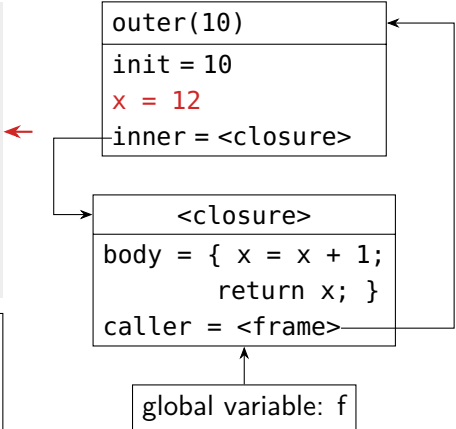 outer(10)
init = 10
x = 12
inner = <closure>
<closure>
body = { x = x + 1;
return x; }
caller = <frame>
global variable: f